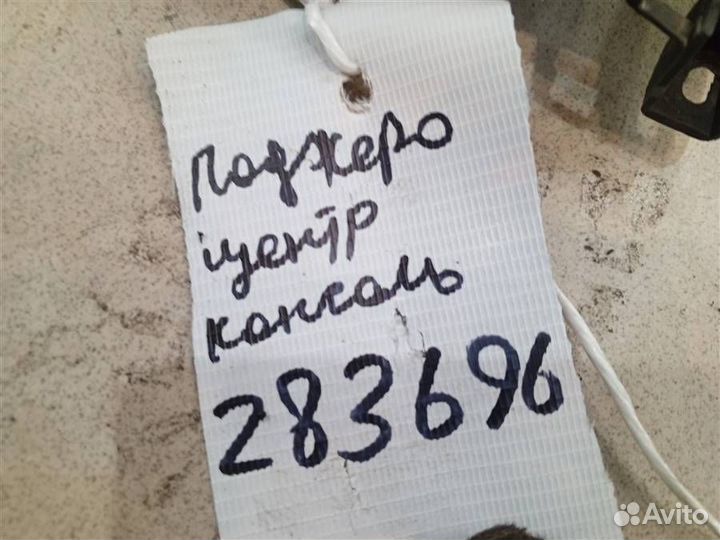 Паджеро
центр
консоль
283696
Avito